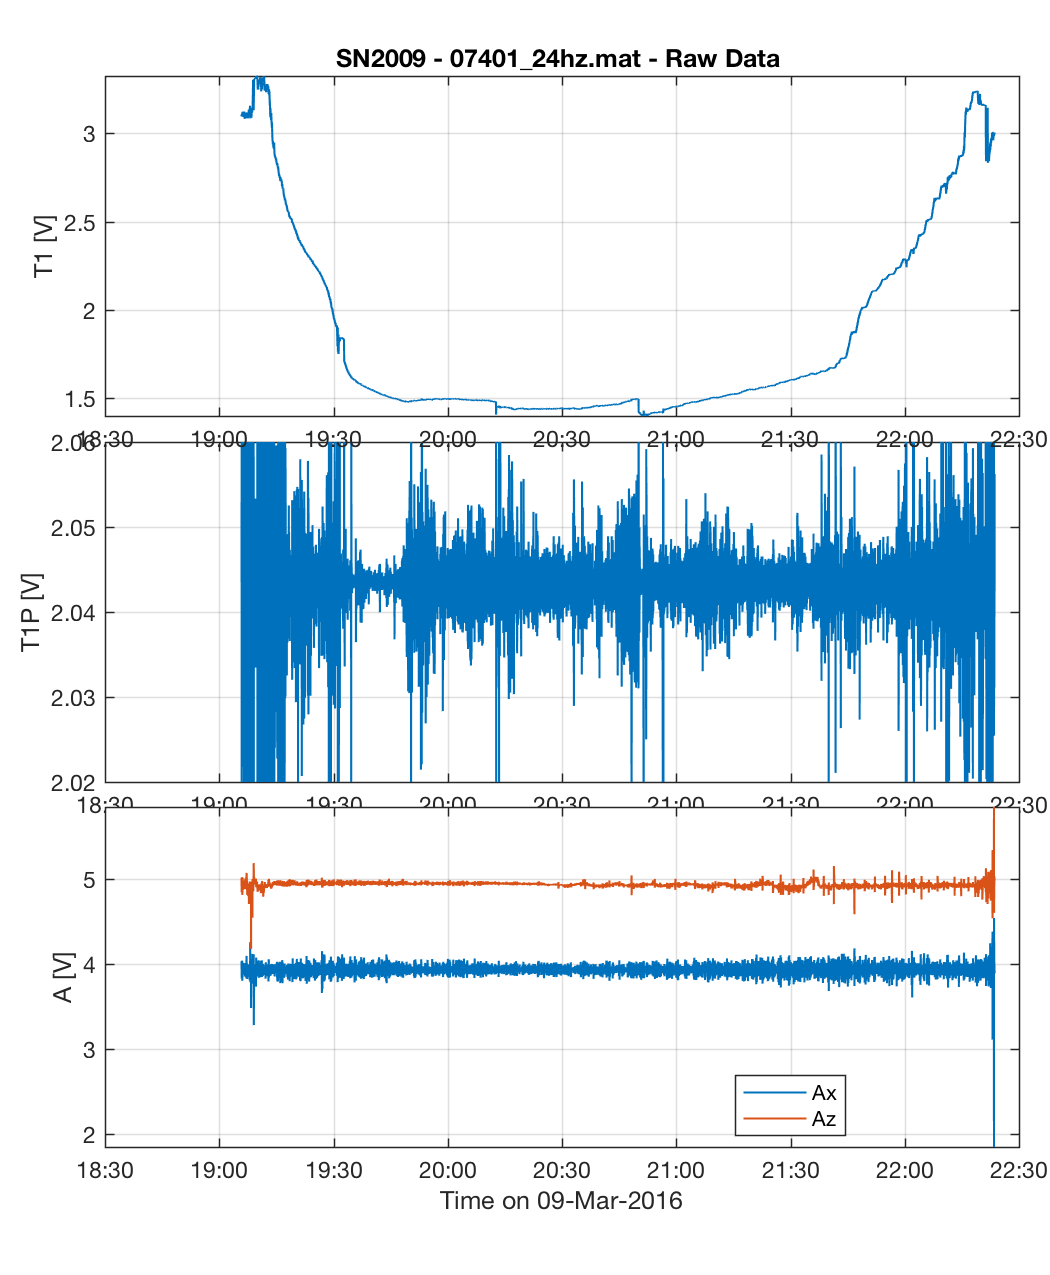 SN2009 - 07401_24hz.mat - Raw Data
T1 [V]
3
2.5
2
1.5
18:30 19:00 19:30 20:00 20:30 21:00 21:30 22:00 22:30
T1P [V]
2.06
2.05
2.04
2.03
2.02
18:30 19:00 19:30 20:00 20:30 21:00 21:30 22:00 22:30
A [V]
5
4
3
2
Ax
Az
18:30 19:00 19:30 20:00 20:30 21:00 21:30 22:00 22:30
Time on 09-Mar-2016